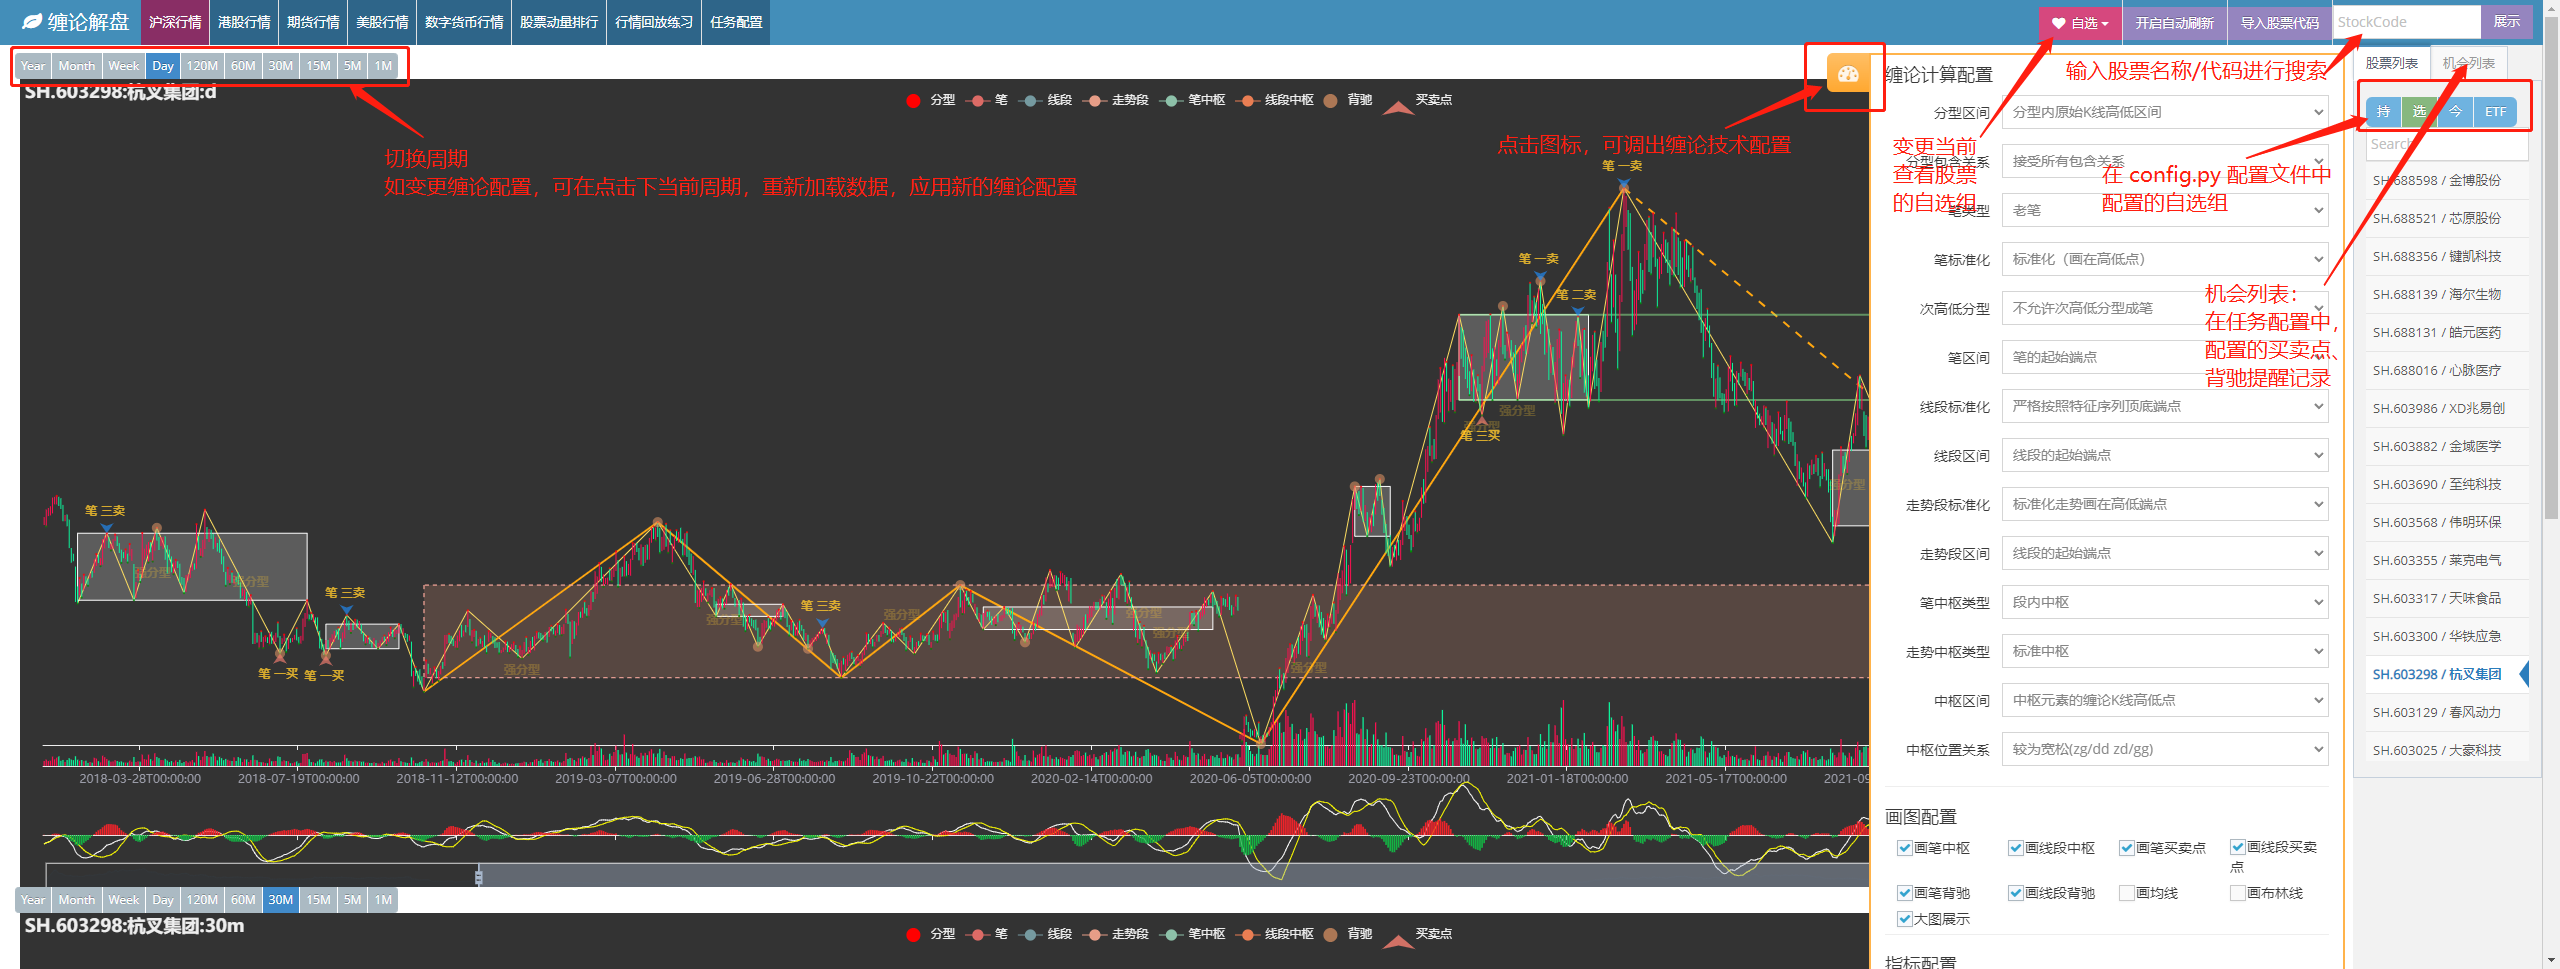 缠论解盘
沪深行情
港股行情
期货行情
美股行情
数字货币行情
股票动量排行
行情回放练习
任务配置
自选
开启自动刷新
导入股票代码
StockCode
展示
Year Month Week Day 120M 60M 30M 15M 5M 1M
SH.603298:杭叉集团:d
分型 笔 线段 走势段 笔中枢 线段中枢 背驰 买卖点
切换周期
如变更缠论配置，可在点击下当前周期，重新加载数据，应用新的缠论配置
点击图标，可调出缠论技术配置
输入股票名称/代码进行搜索
变更当前
查看股票
的自选组
在 config.py 配置文件中
配置的自选组
机会列表：
在任务配置中，
配置的买卖点、
背驰提醒记录
笔 三卖
强分型
强分型
笔 一买
笔 一买
笔 三卖
强分型
强分型
笔 三卖
强分型
强分型
强分型
强分型
笔 三买
强分型
强分型
笔 一卖
笔 二卖
笔 一卖
强分型
2018-03-28T00:00:00
2018-07-19T00:00:00
2018-11-12T00:00:00
2019-03-07T00:00:00
2019-06-28T00:00:00
2019-10-22T00:00:00
2020-02-14T00:00:00
2020-06-05T00:00:00
2020-09-23T00:00:00
2021-01-18T00:00:00
2021-05-17T00:00:00
2021-09
Year Month Week Day 120M 60M 30M 15M 5M 1M
SH.603298:杭叉集团:30m
分型 笔 线段 走势段 笔中枢 线段中枢 背驰 买卖点
缠论计算配置
分型区间 分型内原始K线高低区间
分型包含关系 接受所有包含关系
笔类型 老笔
笔标准化 标准化（画在高低点）
次高低分型 不允许次高低分型成笔
笔区间 笔的起始端点
线段标准化 严格按照特征序列顶底端点
线段区间 线段的起始端点
走势段标准化 标准化走势画在高低端点
走势段区间 线段的起始端点
笔中枢类型 段内中枢
走势中枢类型 标准中枢
中枢区间 中枢元素的缠论K线高低点
中枢位置关系 较为宽松(zg/dd zd/gg)
画图配置
画笔中枢 画线段中枢 画笔买卖点 画线段买卖
点
画笔背驰 画线段背驰 画均线 画布林线
大图展示
指标配置
股票列表 机会列表
持 选 今 ETF
Search
SH.688598 / 金博股份
SH.688521 / 芯原股份
SH.688356 / 键凯科技
SH.688139 / 海尔生物
SH.688131 / 皓元医药
SH.688016 / 心脉医疗
SH.603986 / XD兆易创
SH.603882 / 金域医学
SH.603690 / 至纯科技
SH.603568 / 伟明环保
SH.603355 / 莱克电气
SH.603317 / 天味食品
SH.603300 / 华铁应急
SH.603298 / 杭叉集团
SH.603129 / 春风动力
SH.603025 / 大豪科技